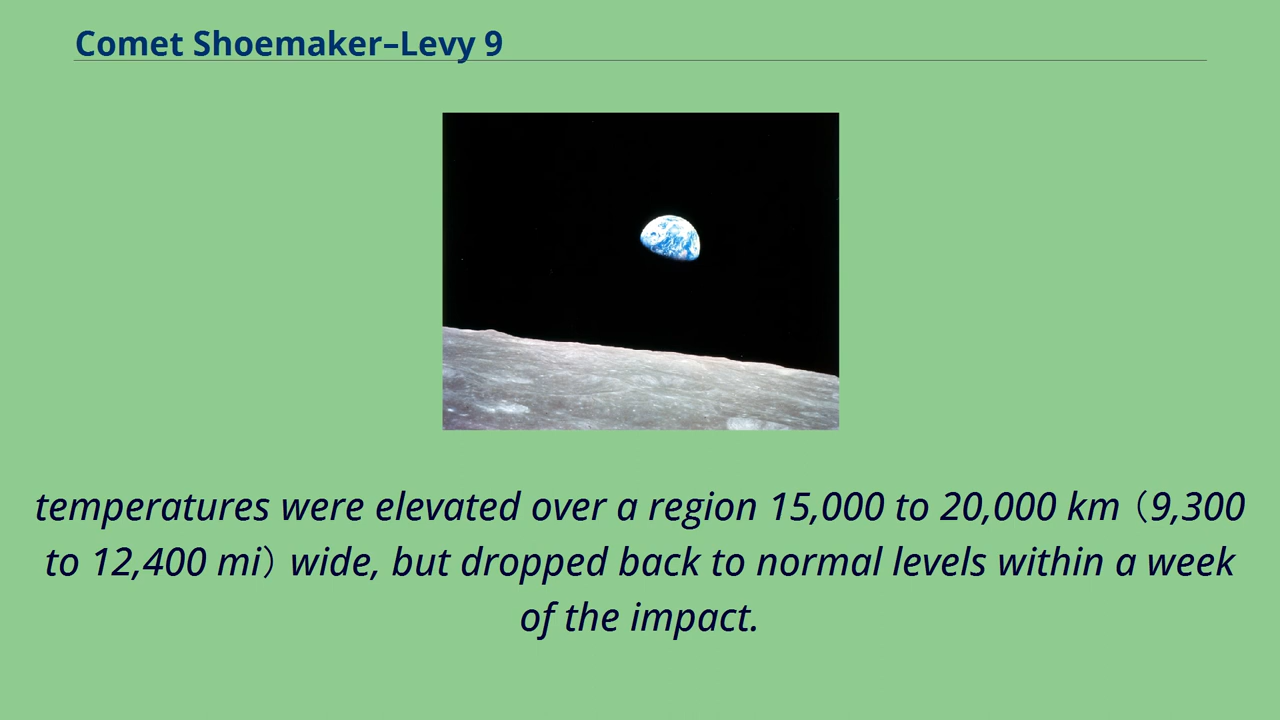 Comet Shoemaker–Levy 9
temperatures were elevated over a region 15,000 to 20,000 km（9,300
to 12,400 mi）wide, but dropped back to normal levels within a week
of the impact.